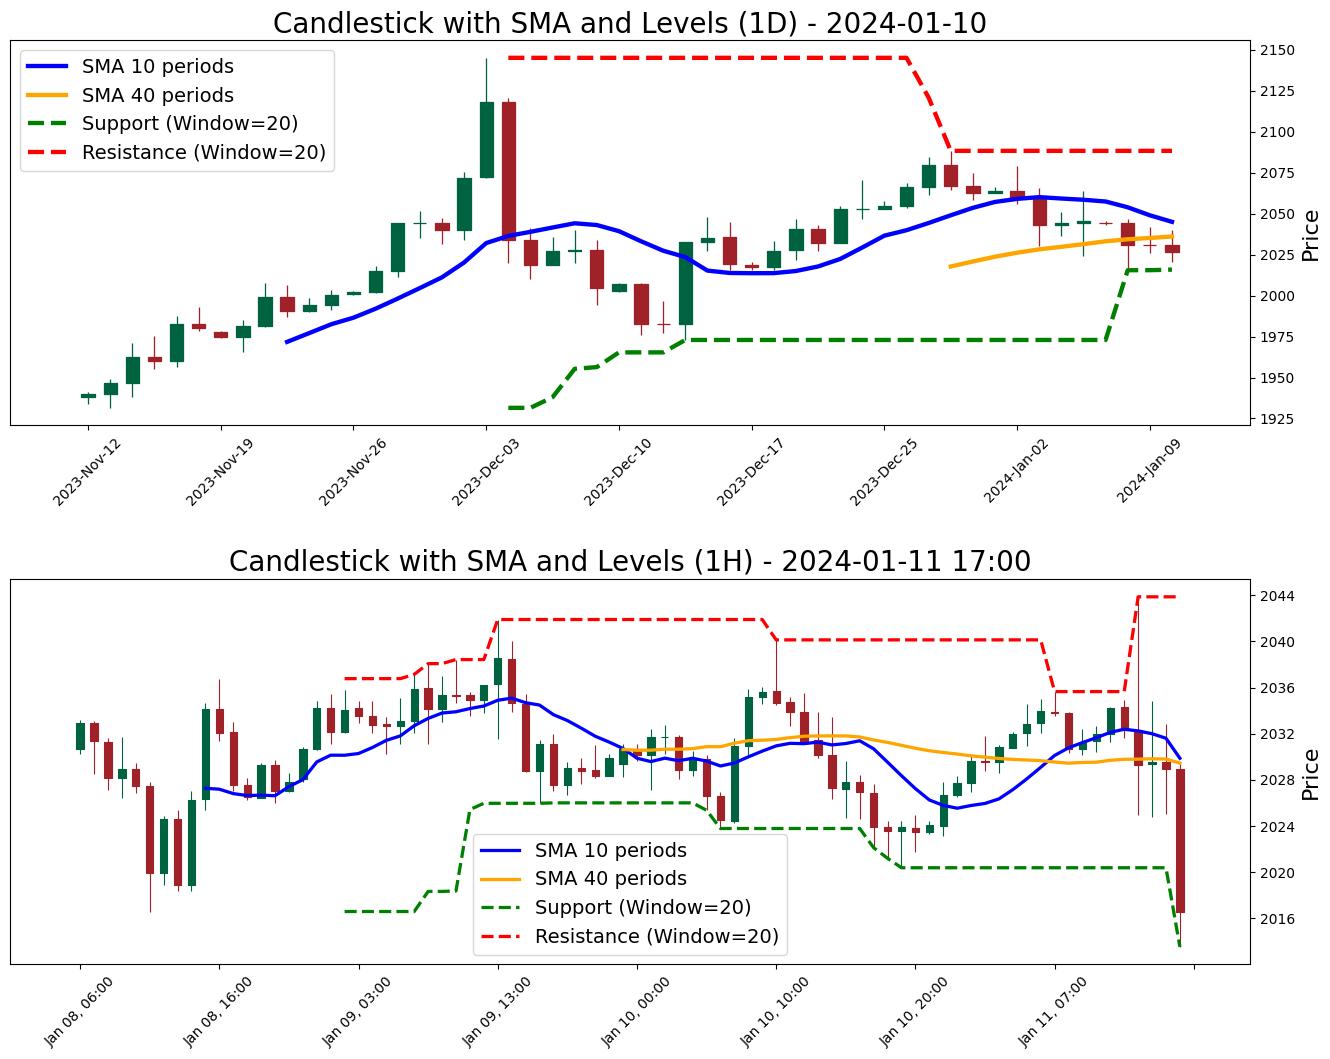 Candlestick with SMA and Levels (1D) - 2024-01-10
SMA 10 periods
SMA 40 periods
Support (Window=20)
Resistance (Window=20)
2150
2125
2100
2075
2050
2025
2000
1975
1950
1925
Price
2023-Nov-12
2023-Nov-19
2023-Nov-26
2023-Dec-03
2023-Dec-10
2023-Dec-17
2023-Dec-25
2024-Jan-02
2024-Jan-09
Candlestick with SMA and Levels (1H) - 2024-01-11 17:00
2044
2040
2036
2032
2028
2024
2020
2016
Price
SMA 10 periods
SMA 40 periods
Support (Window=20)
Resistance (Window=20)
Jan 08, 06:00
Jan 08, 16:00
Jan 09, 03:00
Jan 09, 13:00
Jan 10, 00:00
Jan 10, 10:00
Jan 10, 20:00
Jan 11, 07:00